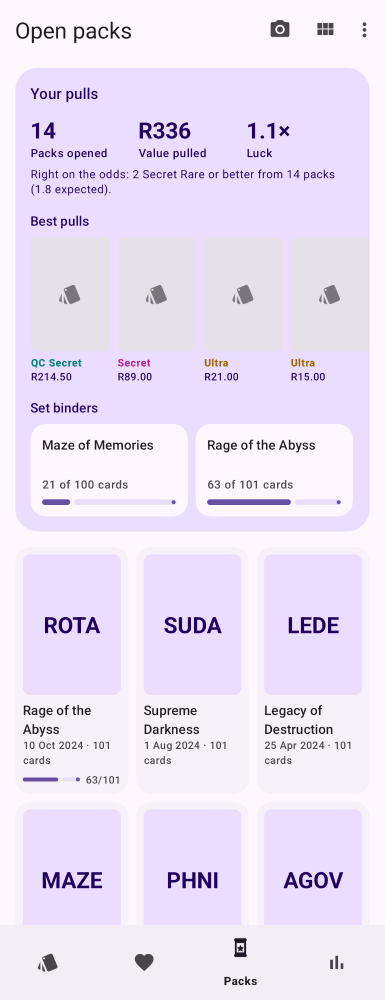 Open packs
Your pulls
14
Packs opened
R336
Value pulled
1.1×
Luck
Right on the odds: 2 Secret Rare or better from 14 packs
(1.8 expected).
Best pulls
QC Secret
R214.50
Secret
R89.00
Ultra
R21.00
Ultra
R15.00
Set binders
Maze of Memories
21 of 100 cards
Rage of the Abyss
63 of 101 cards
ROTA
Rage of the
Abyss
10 Oct 2024 · 101
cards
63/101
SUDA
Supreme
Darkness
1 Aug 2024 · 101
cards
LEDE
Legacy of
Destruction
25 Apr 2024 · 101
cards
MAZE
PHNI
AGOV
Packs